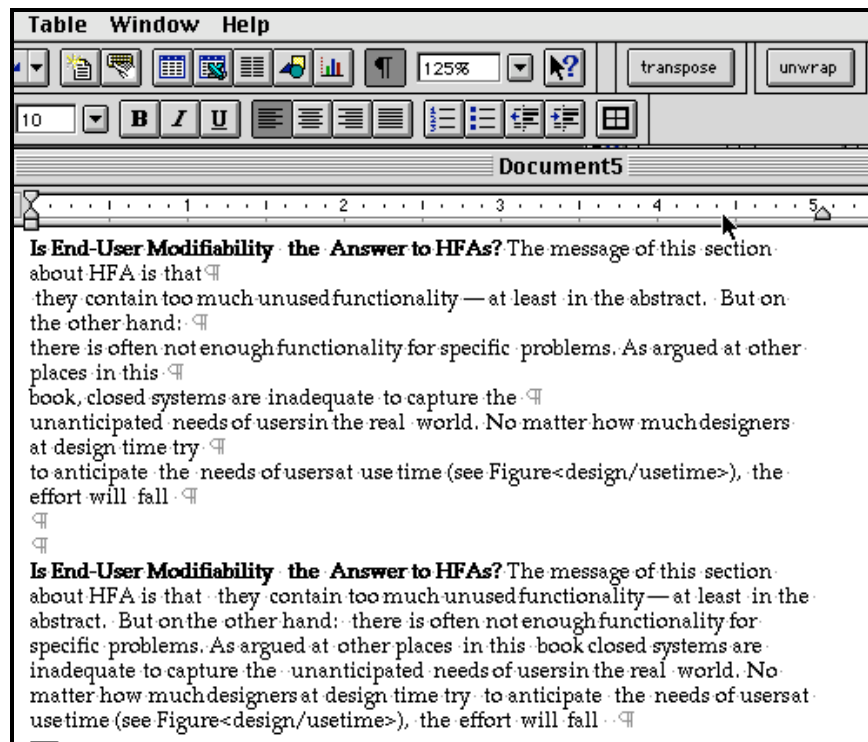 Table Window Help
125% transpose unwrap
10 B I U
Document5
1 2 3 4 5
Is End-User Modifiability the Answer to HFAs? The message of this section
about HFA is that ¶
they contain too much unused functionality — at least in the abstract. But on
the other hand: ¶
there is often not enough functionality for specific problems. As argued at other
places in this ¶
book, closed systems are inadequate to capture the ¶
unanticipated needs of users in the real world. No matter how much designers
at design time try ¶
to anticipate the needs of users at use time (see Figure<design/usetime>), the
effort will fall ¶
¶
¶
Is End-User Modifiability the Answer to HFAs? The message of this section
about HFA is that they contain too much unused functionality — at least in the
abstract. But on the other hand: there is often not enough functionality for
specific problems. As argued at other places in this book closed systems are
inadequate to capture the unanticipated needs of users in the real world. No
matter how much designers at design time try to anticipate the needs of users at
use time (see Figure<design/usetime>), the effort will fall ¶